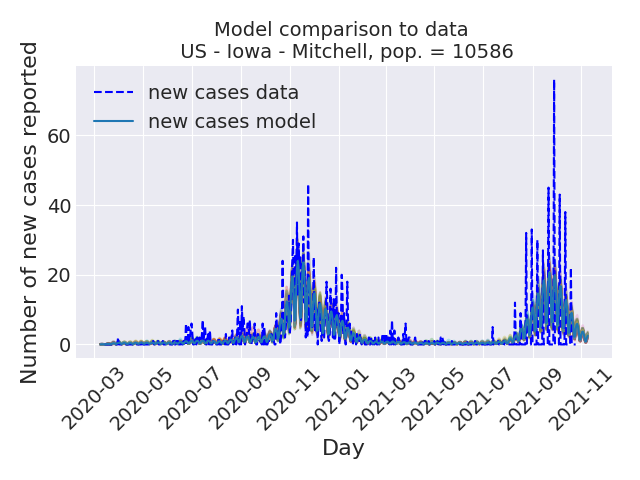 Model comparison to data
US - Iowa - Mitchell, pop. = 10586
Number of new cases reported
new cases data
new cases model
60
40
20
0
2020-03
2020-05
2020-07
2020-09
2020-11
2021-01
2021-03
2021-05
2021-07
2021-09
2021-11
Day